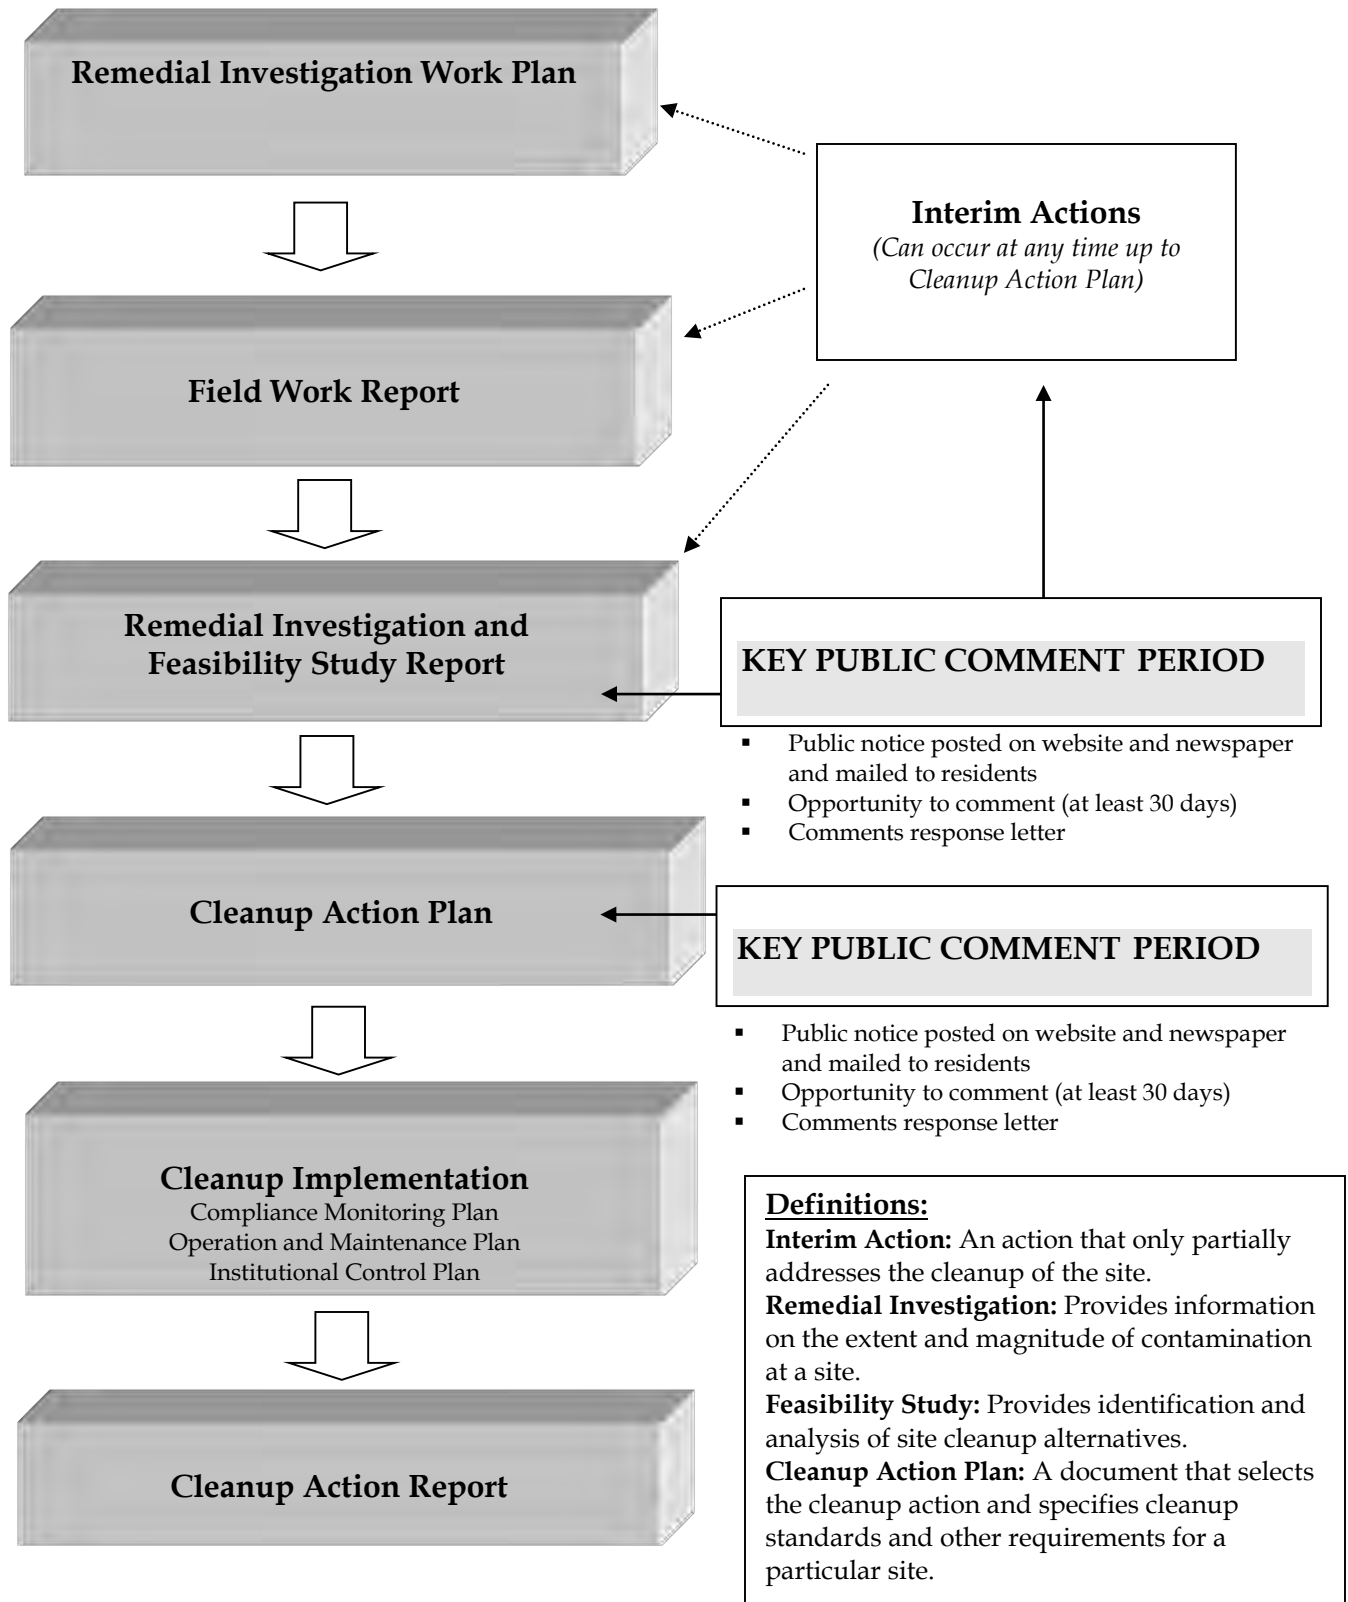 Remedial Investigation Work Plan
Interim Actions
(Can occur at any time up to
Cleanup Action Plan)
Field Work Report
Remedial Investigation and
Feasibility Study Report
KEY PUBLIC COMMENT PERIOD
▪ Public notice posted on website and newspaper
and mailed to residents
▪ Opportunity to comment (at least 30 days)
▪ Comments response letter
Cleanup Action Plan
KEY PUBLIC COMMENT PERIOD
▪ Public notice posted on website and newspaper
and mailed to residents
▪ Opportunity to comment (at least 30 days)
▪ Comments response letter
Cleanup Implementation
Compliance Monitoring Plan
Operation and Maintenance Plan
Institutional Control Plan
Cleanup Action Report
Definitions:
Interim Action: An action that only partially
addresses the cleanup of the site.
Remedial Investigation: Provides information
on the extent and magnitude of contamination
at a site.
Feasibility Study: Provides identification and
analysis of site cleanup alternatives.
Cleanup Action Plan: A document that selects
the cleanup action and specifies cleanup
standards and other requirements for a
particular site.